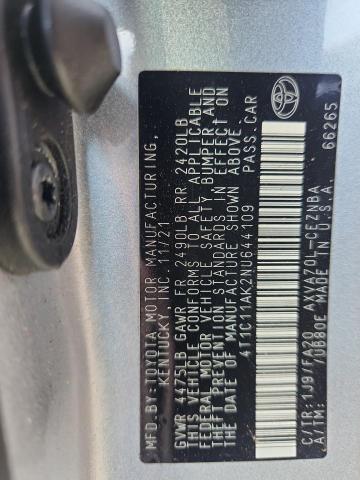 MFD.BY:TOYOTA MOTOR MANUFACTURING,
KENTUCKY, INC. 11/21
GVWR 4475LB GAWR FR 2490LB RR 2420LB
THIS VEHICLE CONFORMS TO ALL APPLICABLE
FEDERAL MOTOR VEHICLE SAFETY, BUMPER AND
THEFT PREVENTION STANDARDS IN EFFECT ON
THE DATE OF MANUFACTURE SHOWN ABOVE.
4T1C11AK2NU644109 PASS.CAR
C/TR: 1J9/FA20 AXVA70L-CEZNBA
A/TM: /UB80E MADE IN U.S.A. 66265
TOYOTA